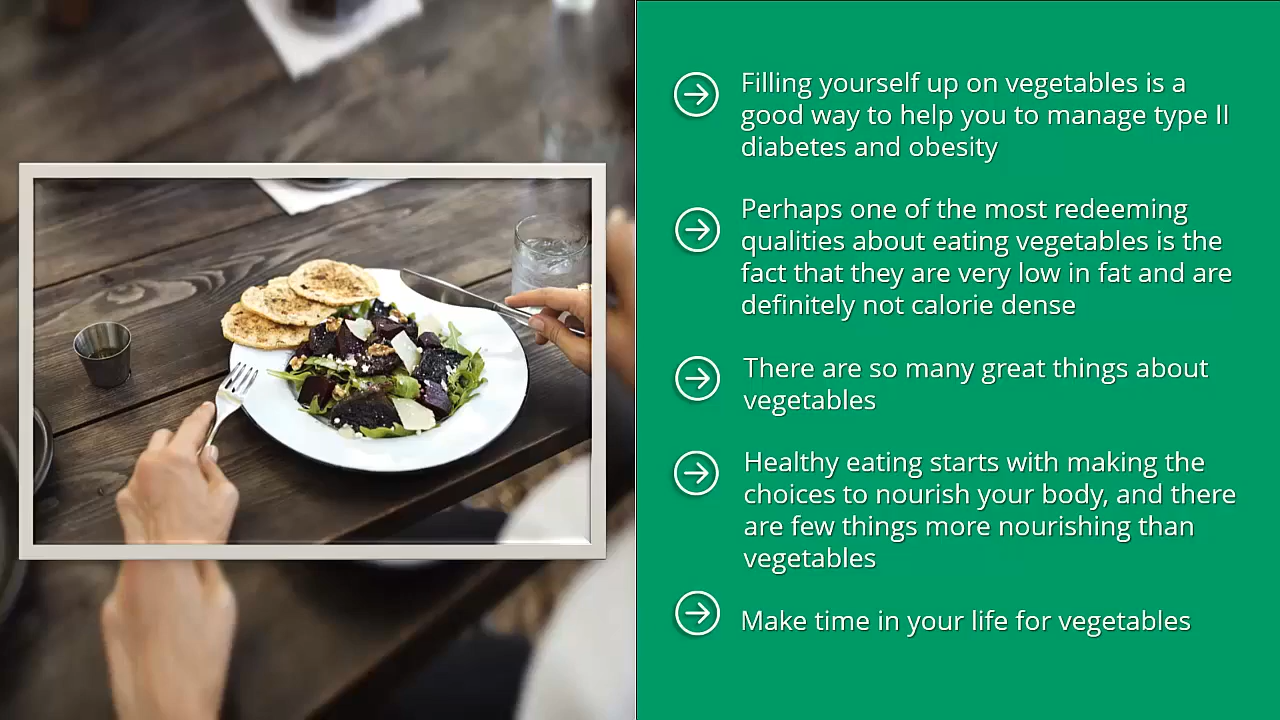 Filling yourself up on vegetables is a
good way to help you to manage type II
diabetes and obesity
Perhaps one of the most redeeming
qualities about eating vegetables is the
fact that they are very low in fat and are
definitely not calorie dense
There are so many great things about
vegetables
Healthy eating starts with making the
choices to nourish your body, and there
are few things more nourishing than
vegetables
Make time in your life for vegetables